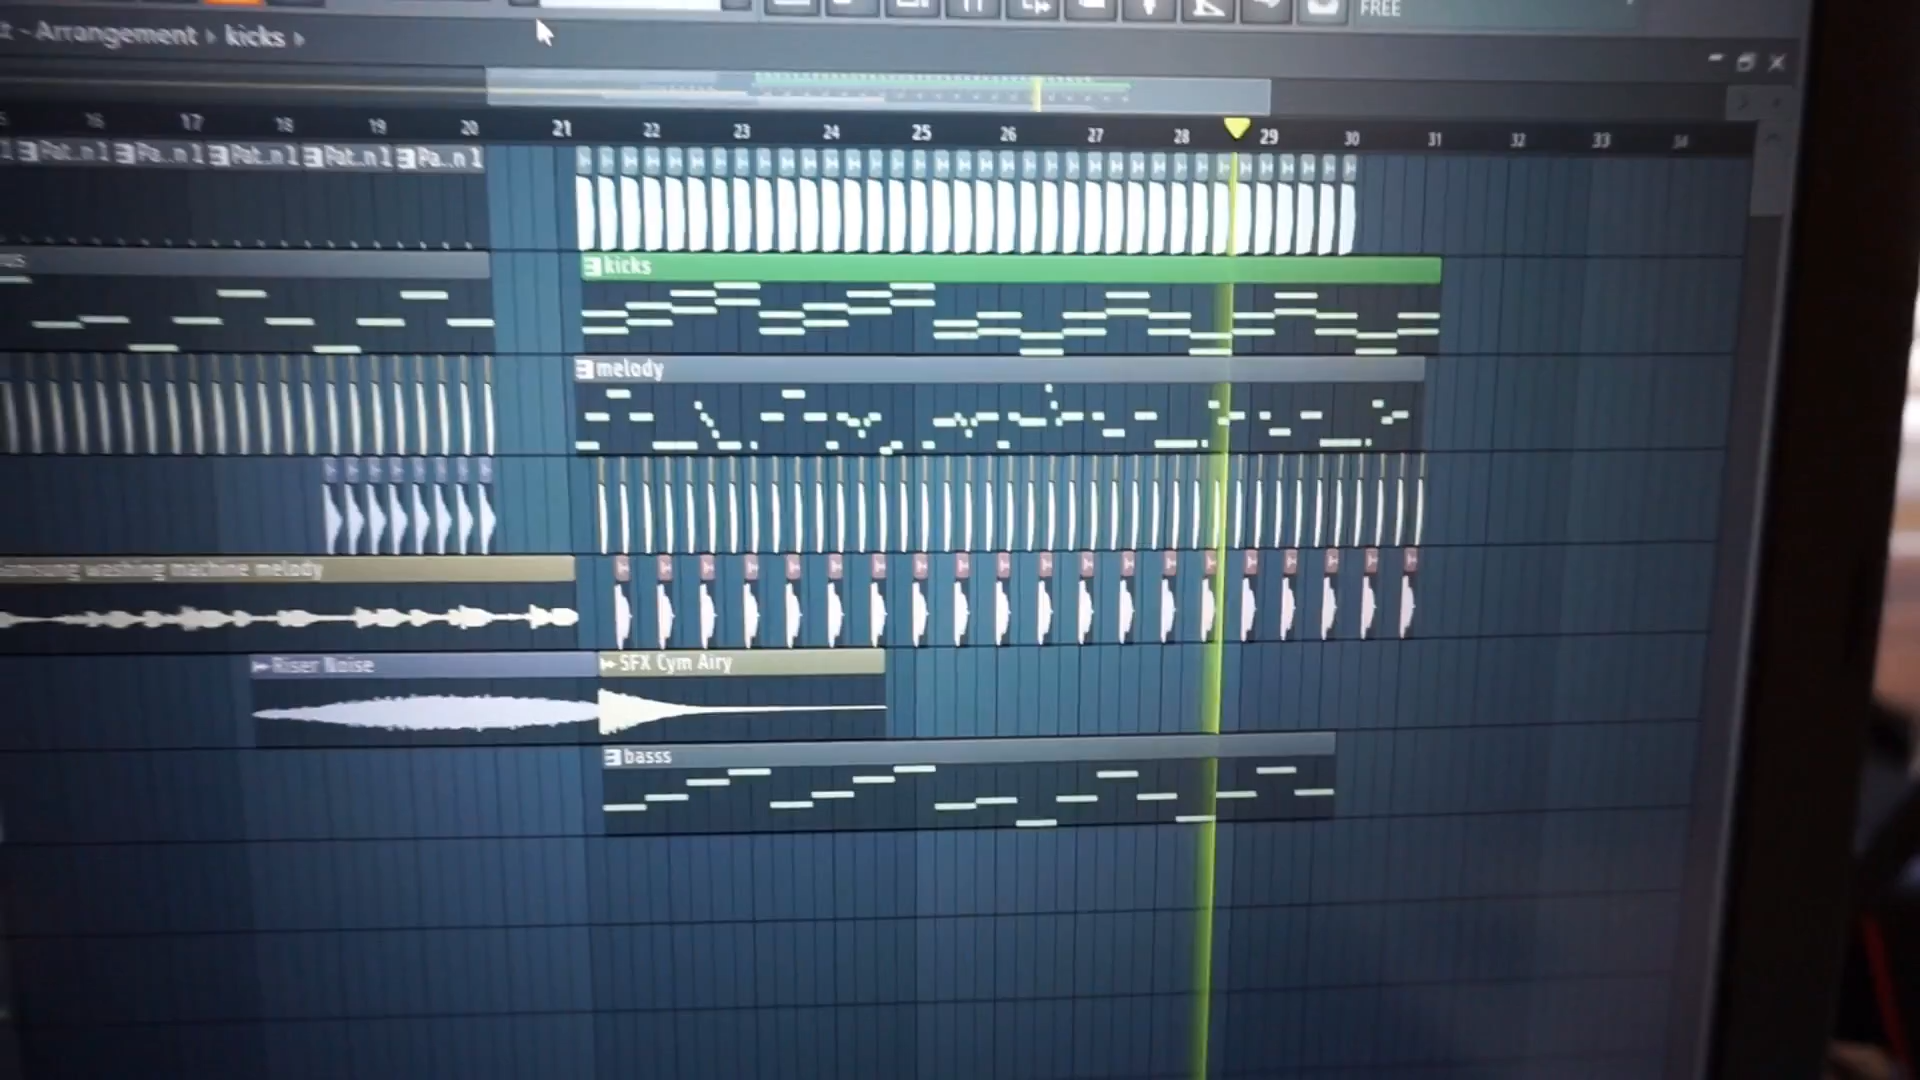 FREE
- Arrangement › kicks ›
16 17 18 19 20 21 22 23 24 25 26 27 28 29 30 31 32 33 34
1 Pat..n 1 Pa..n 1 Pat..n 1 Pat..n 1 Pa..n 1
kicks
melody
samsung washing machine melody
Riser Noise
SFX Cym Airy
basss